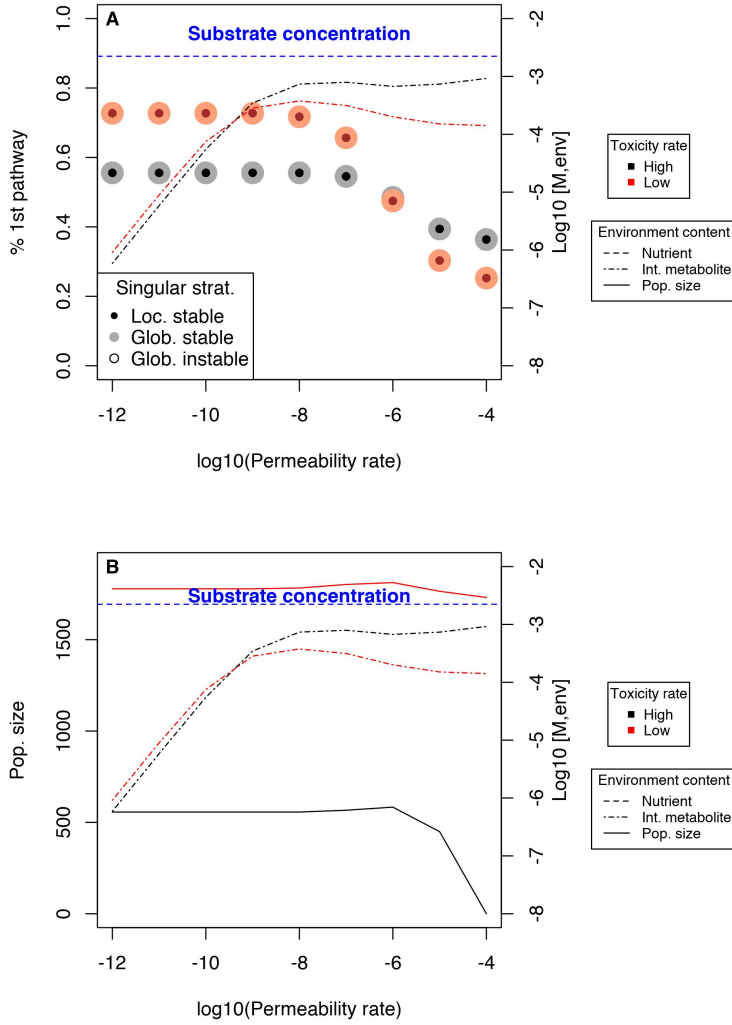 A
Substrate concentration
1.0
0.8
0.6
0.4
0.2
0.0
% 1st pathway
-2
-3
-4
-5
-6
-7
-8
Log10 [M,env]
Singular strat.
Loc. stable
Glob. stable
Glob. instable
-12
-10
-8
-6
-4
log10(Permeability rate)
Toxicity rate
High
Low
Environment content
Nutrient
Int. metabolite
Pop. size
B
Substrate concentration
1500
1000
500
0
Pop. size
-2
-3
-4
-5
-6
-7
-8
Log10 [M,env]
-12
-10
-8
-6
-4
log10(Permeability rate)
Toxicity rate
High
Low
Environment content
Nutrient
Int. metabolite
Pop. size